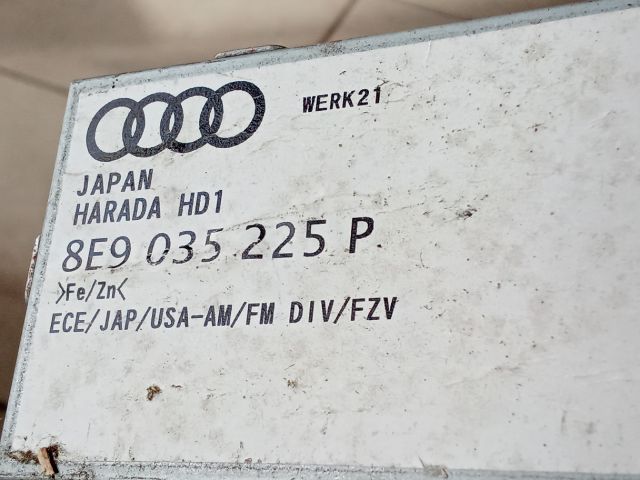 WERK21
JAPAN
HARADA HD1
8E9 035 225 P
>Fe/Zn<
ECE/JAP/USA-AM/FM DIV/FZV